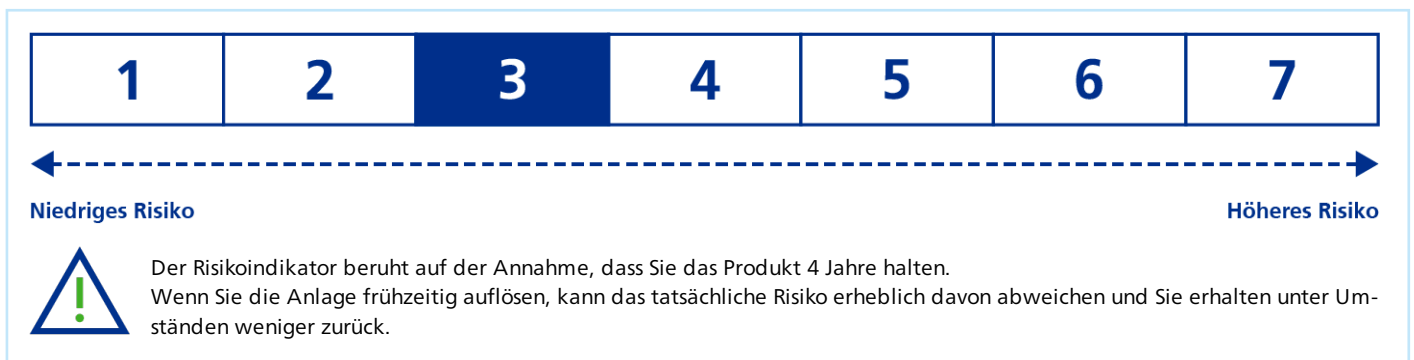 1 2 3 4 5 6 7
Niedriges Risiko Höheres Risiko
Der Risikoindikator beruht auf der Annahme, dass Sie das Produkt 4 Jahre halten.
Wenn Sie die Anlage frühzeitig auflösen, kann das tatsächliche Risiko erheblich davon abweichen und Sie erhalten unter Um-
ständen weniger zurück.